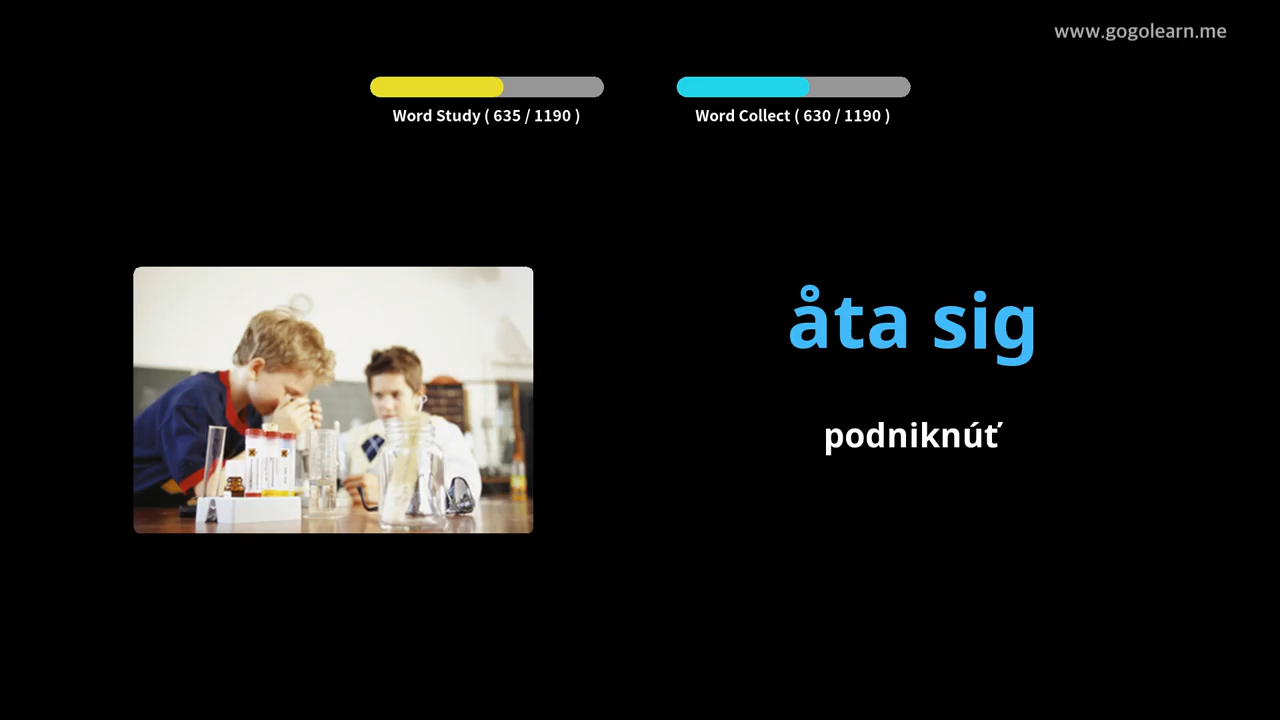 www.gogolearn.me
Word Study ( 635 / 1190 )
Word Collect ( 630 / 1190 )
åta sig
podniknúť